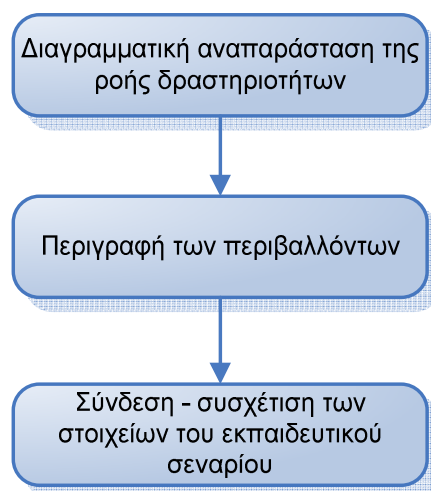 Διαγραμματική αναπαράσταση της
ροής δραστηριοτήτων
Περιγραφή των περιβαλλόντων
Σύνδεση - συσχέτιση των
στοιχείων του εκπαιδευτικού
σεναρίου